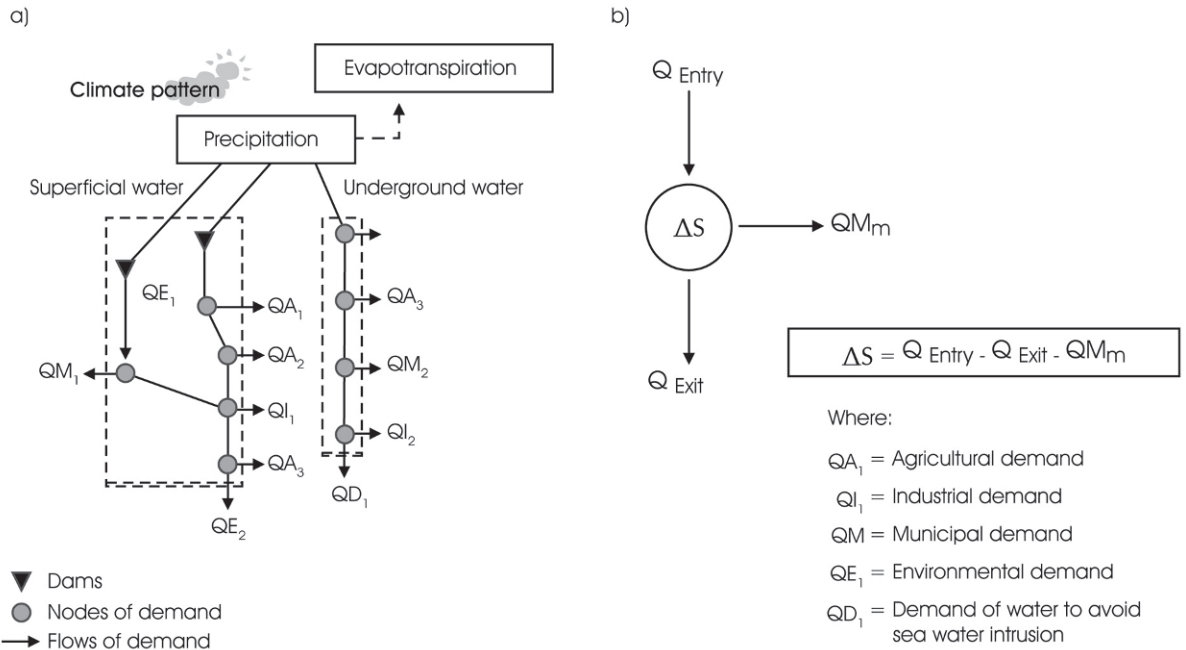 a)
Evapotranspiration
Climate pattern
Precipitation
Superficial water
Underground water
QE₁
QA₁
QA₃
QA₂
QM₁
QM₂
QI₁
QI₂
QA₃
QD₁
QE₂
Dams
Nodes of demand
Flows of demand
b)
Q Entry
ΔS
QMm
Q Exit
ΔS = Q Entry - Q Exit - QMm
Where:
QA₁ = Agricultural demand
QI₁ = Industrial demand
QM = Municipal demand
QE₁ = Environmental demand
QD₁ = Demand of water to avoid
sea water intrusion